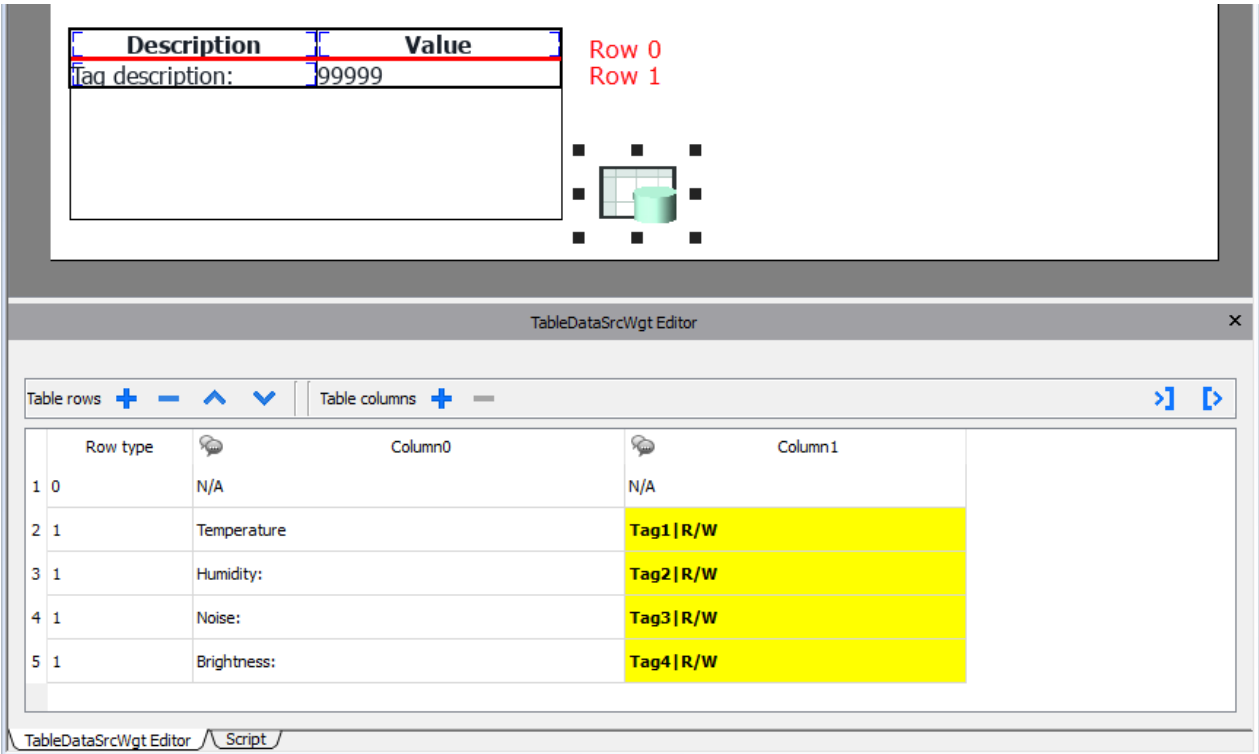 Description Value Row 0
Tag description: 99999 Row 1
TableDataSrcWgt Editor
Table rows Table columns
Row type Column0 Column1
1 0 N/A N/A
2 1 Temperature Tag1|R/W
3 1 Humidity: Tag2|R/W
4 1 Noise: Tag3|R/W
5 1 Brightness: Tag4|R/W
TableDataSrcWgt Editor Script